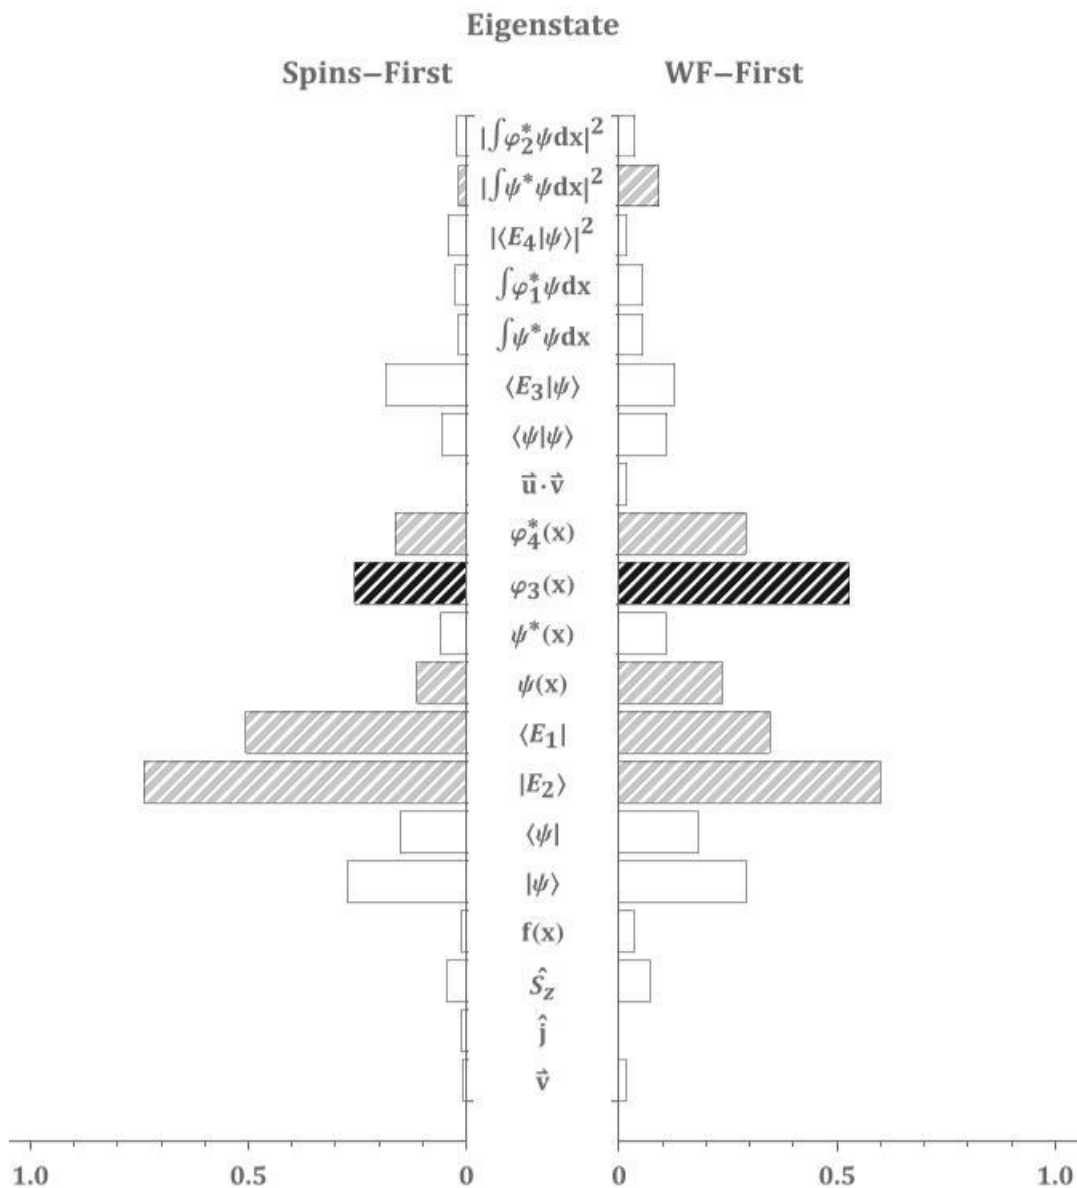 Eigenstate
Spins–First WF–First
|∫φ₂*ψdx|²
|∫ψ*ψdx|²
|⟨E₄|ψ⟩|²
∫φ₁*ψdx
∫ψ*ψdx
⟨E₃|ψ⟩
⟨ψ|ψ⟩
u⃗·v⃗
φ₄*(x)
φ₃(x)
ψ*(x)
ψ(x)
⟨E₁|
|E₂⟩
⟨ψ|
|ψ⟩
f(x)
Ŝz
ĵ
v⃗
1.0 0.5 0 0 0.5 1.0